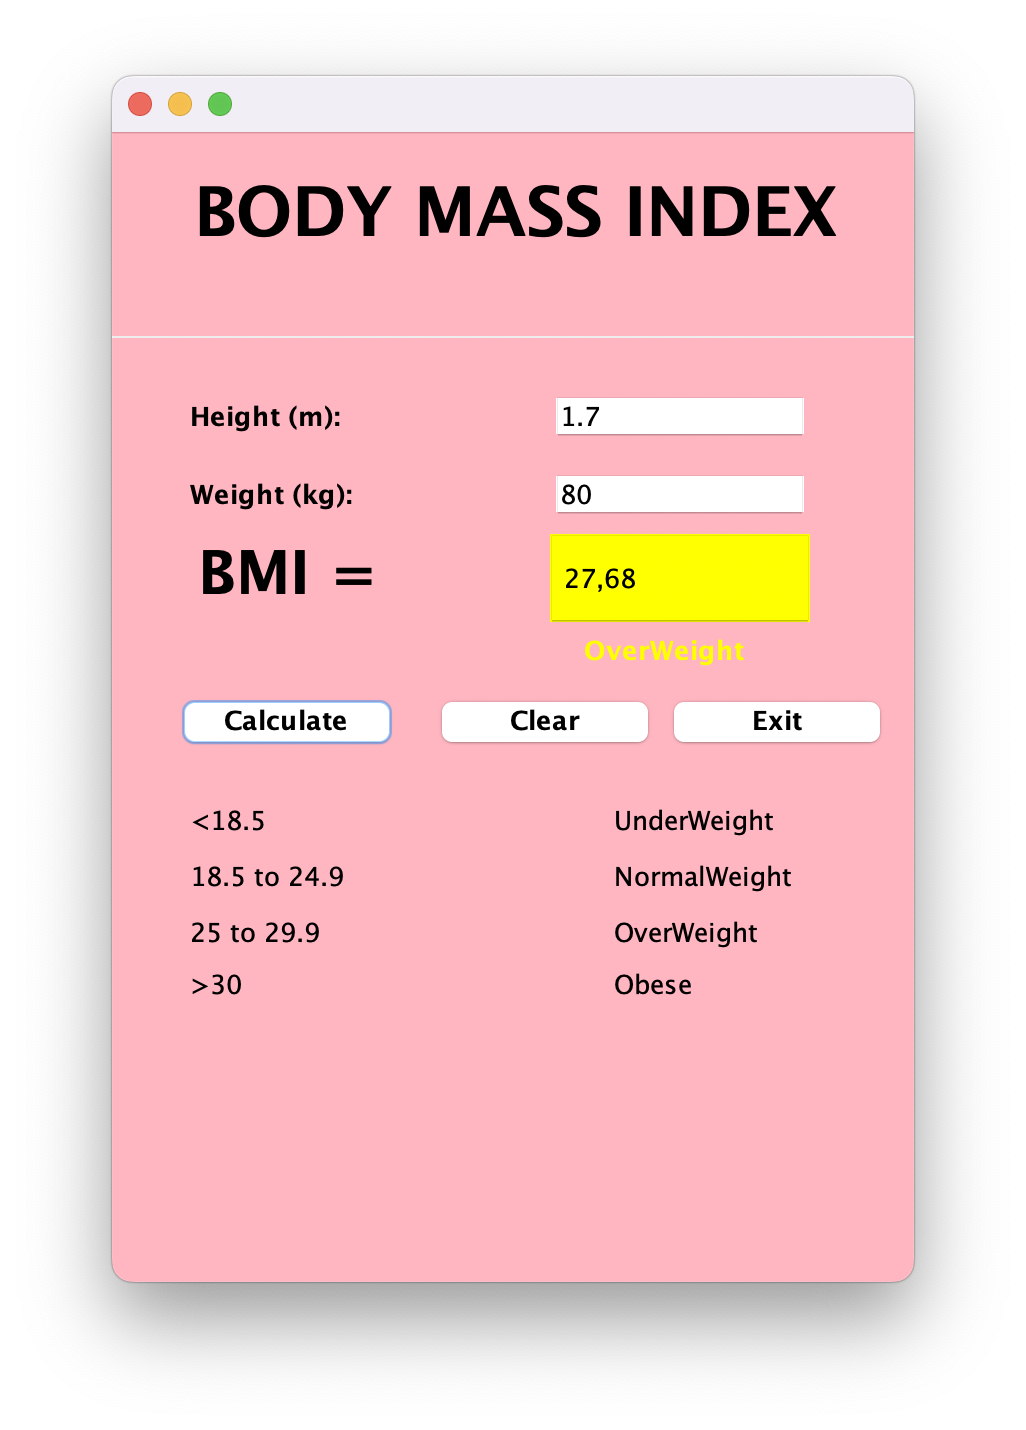 BODY MASS INDEX
Height (m): 1.7
Weight (kg): 80
BMI = 27,68
OverWeight
Calculate Clear Exit
<18.5 UnderWeight
18.5 to 24.9 NormalWeight
25 to 29.9 OverWeight
>30 Obese